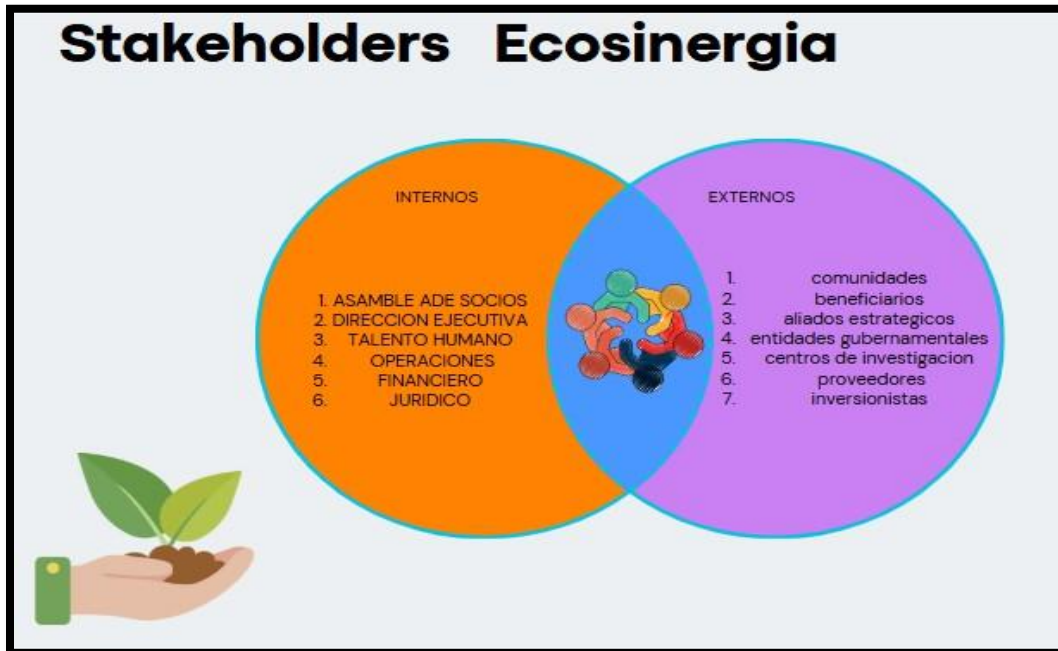 Stakeholders Ecosinergia
INTERNOS
1. ASAMBLE ADE SOCIOS
2. DIRECCION EJECUTIVA
3. TALENTO HUMANO
4. OPERACIONES
5. FINANCIERO
6. JURIDICO
EXTERNOS
1. comunidades
2. beneficiarios
3. aliados estrategicos
4. entidades gubernamentales
5. centros de investigacion
6. proveedores
7. inversionistas